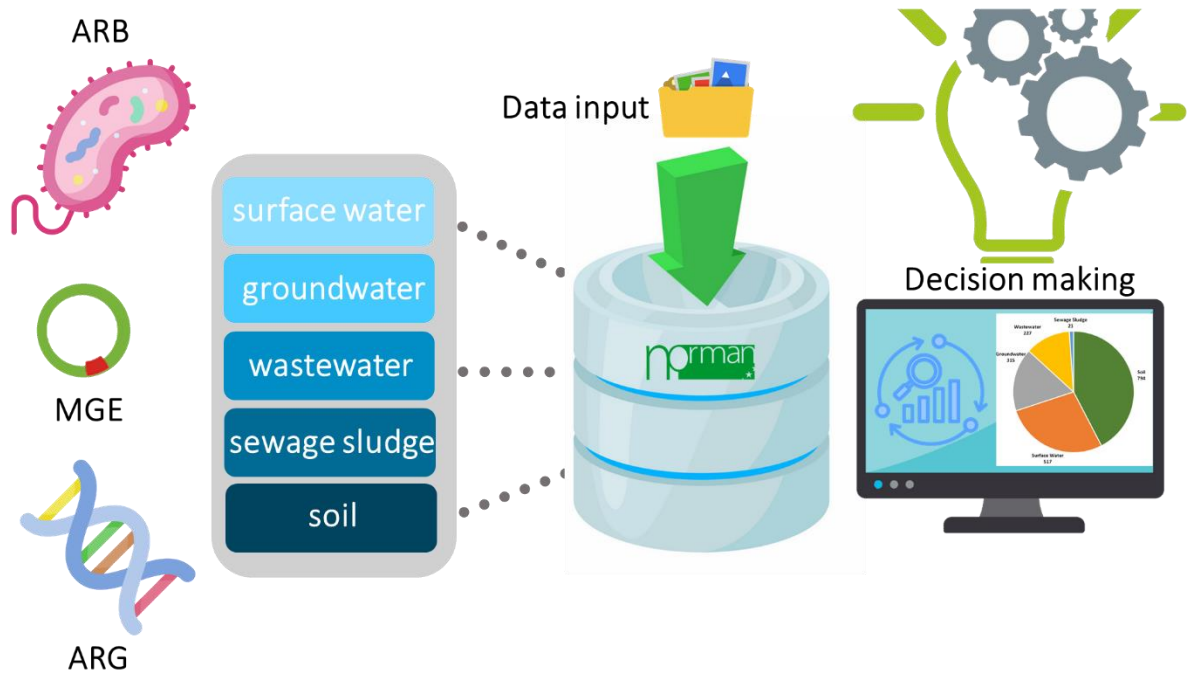 ARB
MGE
ARG
surface water
groundwater
wastewater
sewage sludge
soil
Data input
norman
Decision making
Sewage Sludge
21
Wastewater
227
Groundwater
315
Soil
794
Surface Water
517